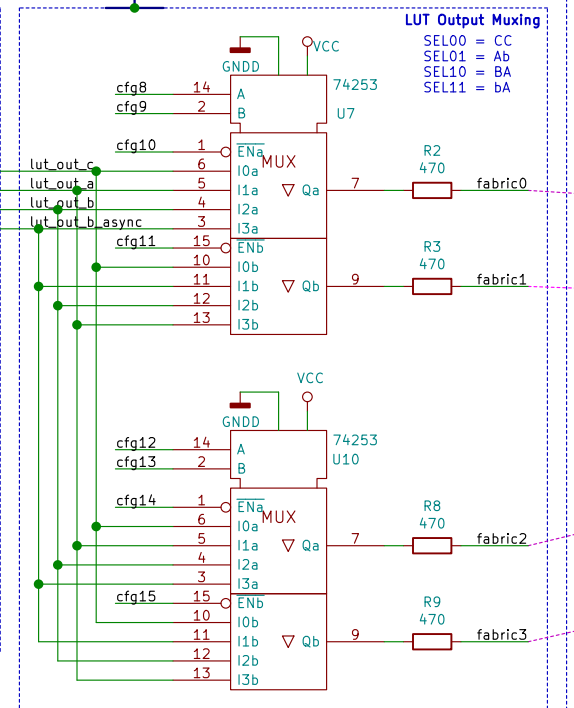 LUT Output Muxing
SEL00 = CC
SEL01 = Ab
SEL10 = BA
SEL11 = bA
VCC
GNDD
74253
U7
cfg8 14 A
cfg9 2 B
cfg10 1 ENa
MUX
lut_out_c 6 I0a
lut_out_a 5 I1a Qa 7 R2 470 fabric0
lut_out_b 4 I2a
lut_out_b_async 3 I3a
cfg11 15 ENb
10 I0b
11 I1b Qb 9 R3 470 fabric1
12 I2b
13 I3b
VCC
GNDD
74253
U10
cfg12 14 A
cfg13 2 B
cfg14 1 ENa
MUX
6 I0a
5 I1a Qa 7 R8 470 fabric2
4 I2a
3 I3a
cfg15 15 ENb
10 I0b
11 I1b Qb 9 R9 470 fabric3
12 I2b
13 I3b